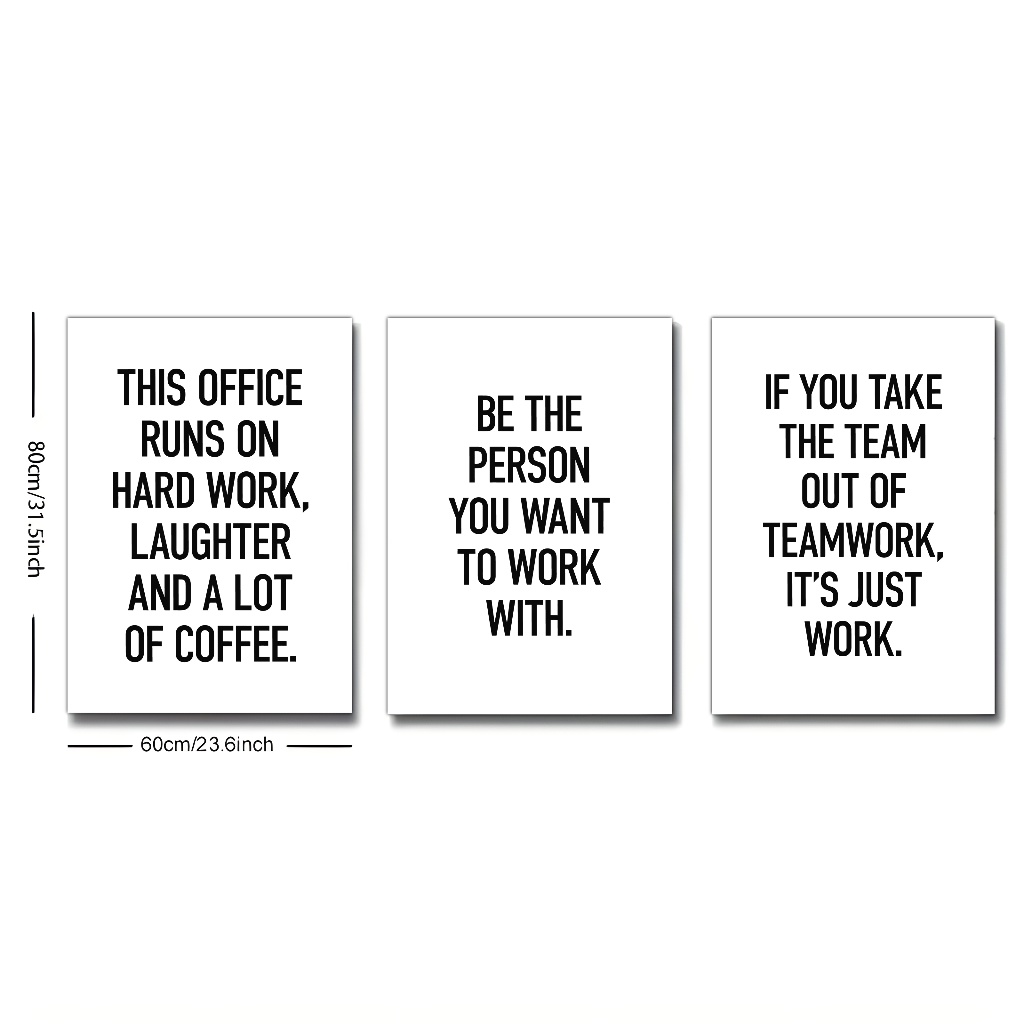 THIS OFFICE
RUNS ON
HARD WORK,
LAUGHTER
AND A LOT
OF COFFEE.
BE THE
PERSON
YOU WANT
TO WORK
WITH.
IF YOU TAKE
THE TEAM
OUT OF
TEAMWORK,
IT'S JUST
WORK.
80cm/31.5inch
60cm/23.6inch